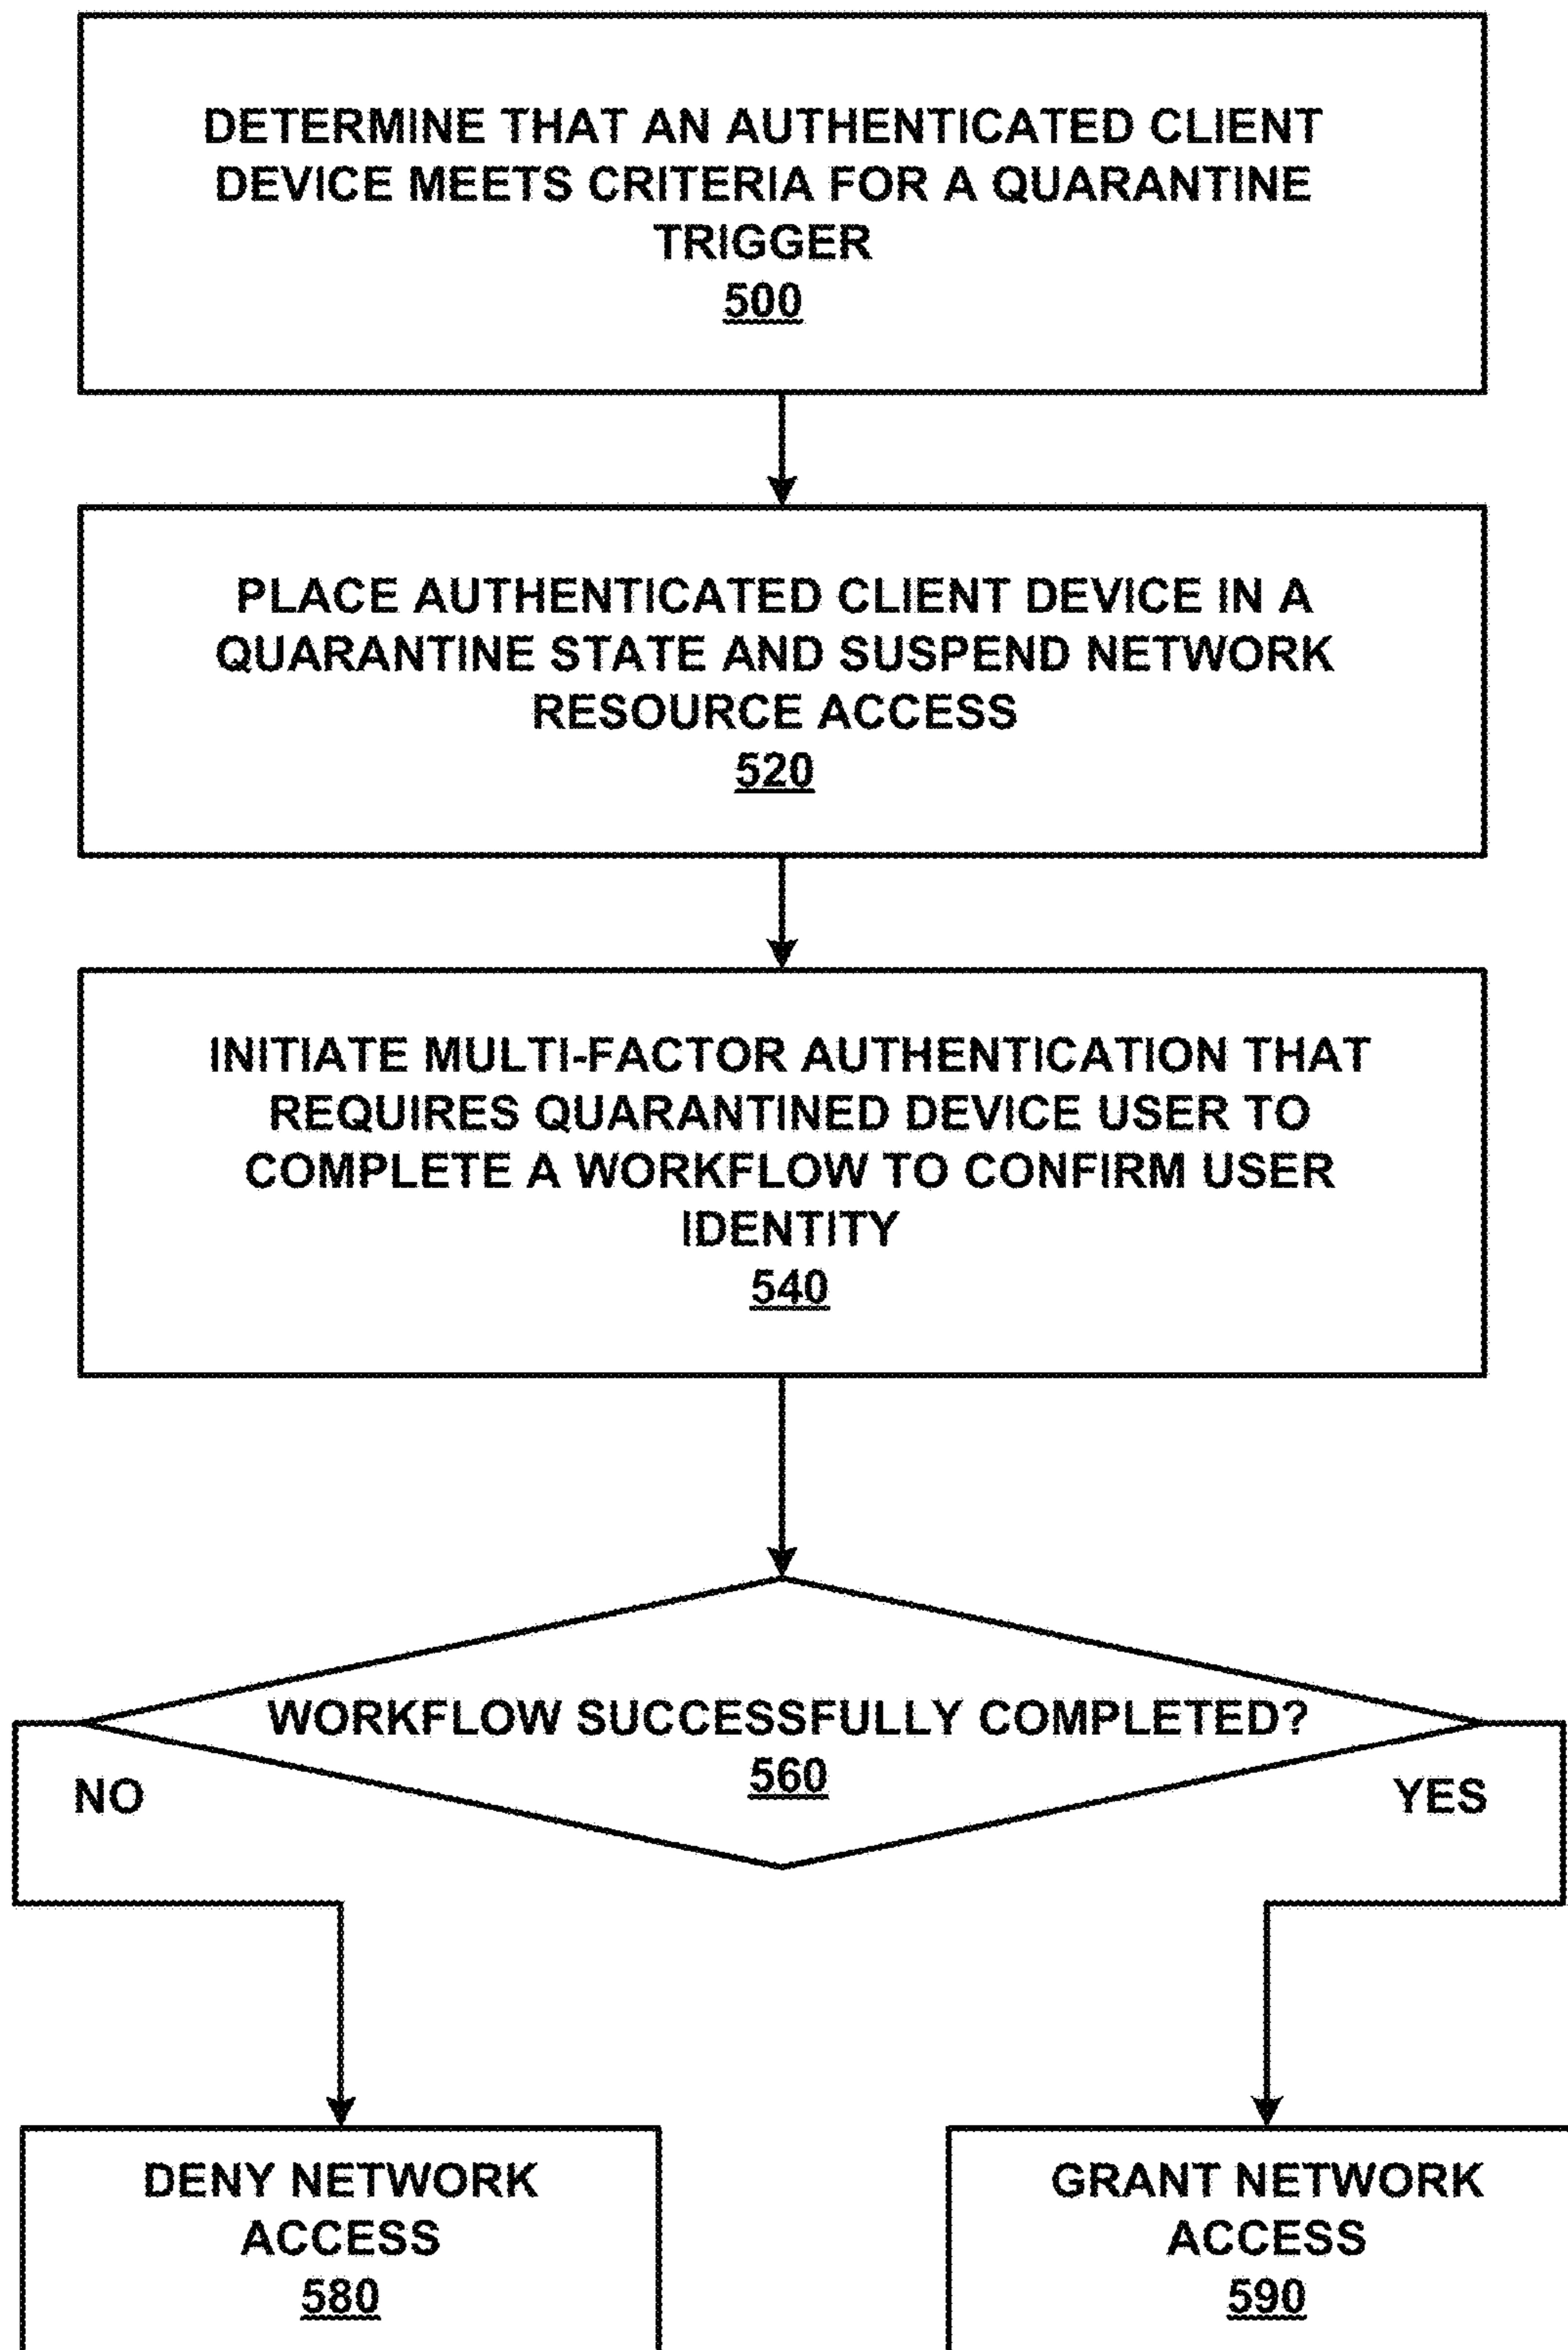 DETERMINE THAT AN AUTHENTICATED CLIENT
DEVICE MEETS CRITERIA FOR A QUARANTINE
TRIGGER
500
PLACE AUTHENTICATED CLIENT DEVICE IN A
QUARANTINE STATE AND SUSPEND NETWORK
RESOURCE ACCESS
520
INITIATE MULTI-FACTOR AUTHENTICATION THAT
REQUIRES QUARANTINED DEVICE USER TO
COMPLETE A WORKFLOW TO CONFIRM USER
IDENTITY
540
WORKFLOW SUCCESSFULLY COMPLETED?
560
NO
YES
DENY NETWORK
ACCESS
580
GRANT NETWORK
ACCESS
590